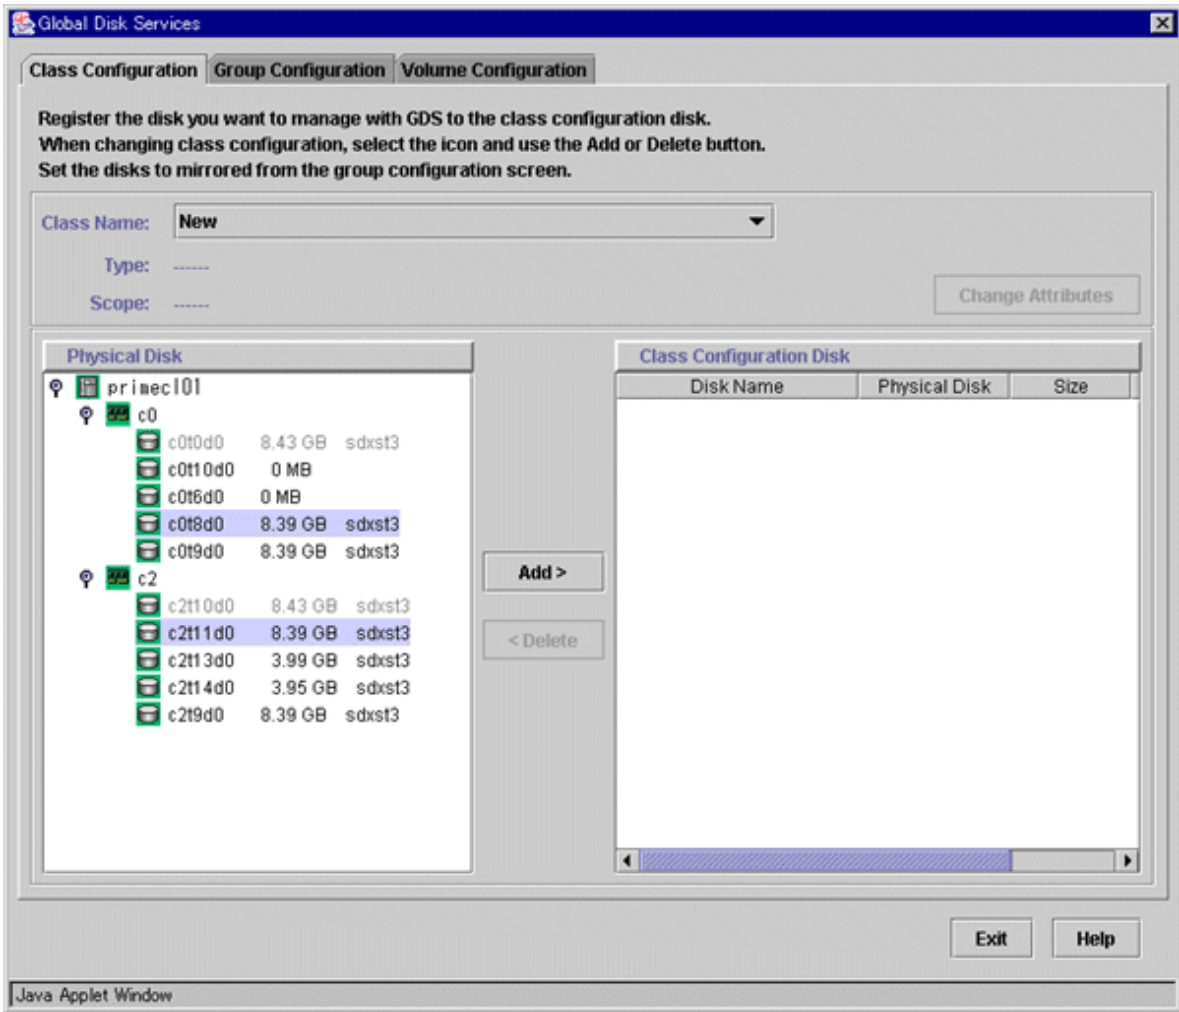 Global Disk Services
Class Configuration Group Configuration Volume Configuration
Register the disk you want to manage with GDS to the class configuration disk.
When changing class configuration, select the icon and use the Add or Delete button.
Set the disks to mirrored from the group configuration screen.
Class Name: New
Type: ------
Scope: ------
Change Attributes
Physical Disk
primecl01
c0
c0t0d0 8.43 GB sdxst3
c0t10d0 0 MB
c0t6d0 0 MB
c0t8d0 8.39 GB sdxst3
c0t9d0 8.39 GB sdxst3
c2
c2t10d0 8.43 GB sdxst3
c2t11d0 8.39 GB sdxst3
c2t13d0 3.99 GB sdxst3
c2t14d0 3.95 GB sdxst3
c2t9d0 8.39 GB sdxst3
Add >
< Delete
Class Configuration Disk
Disk Name Physical Disk Size
Exit Help
Java Applet Window